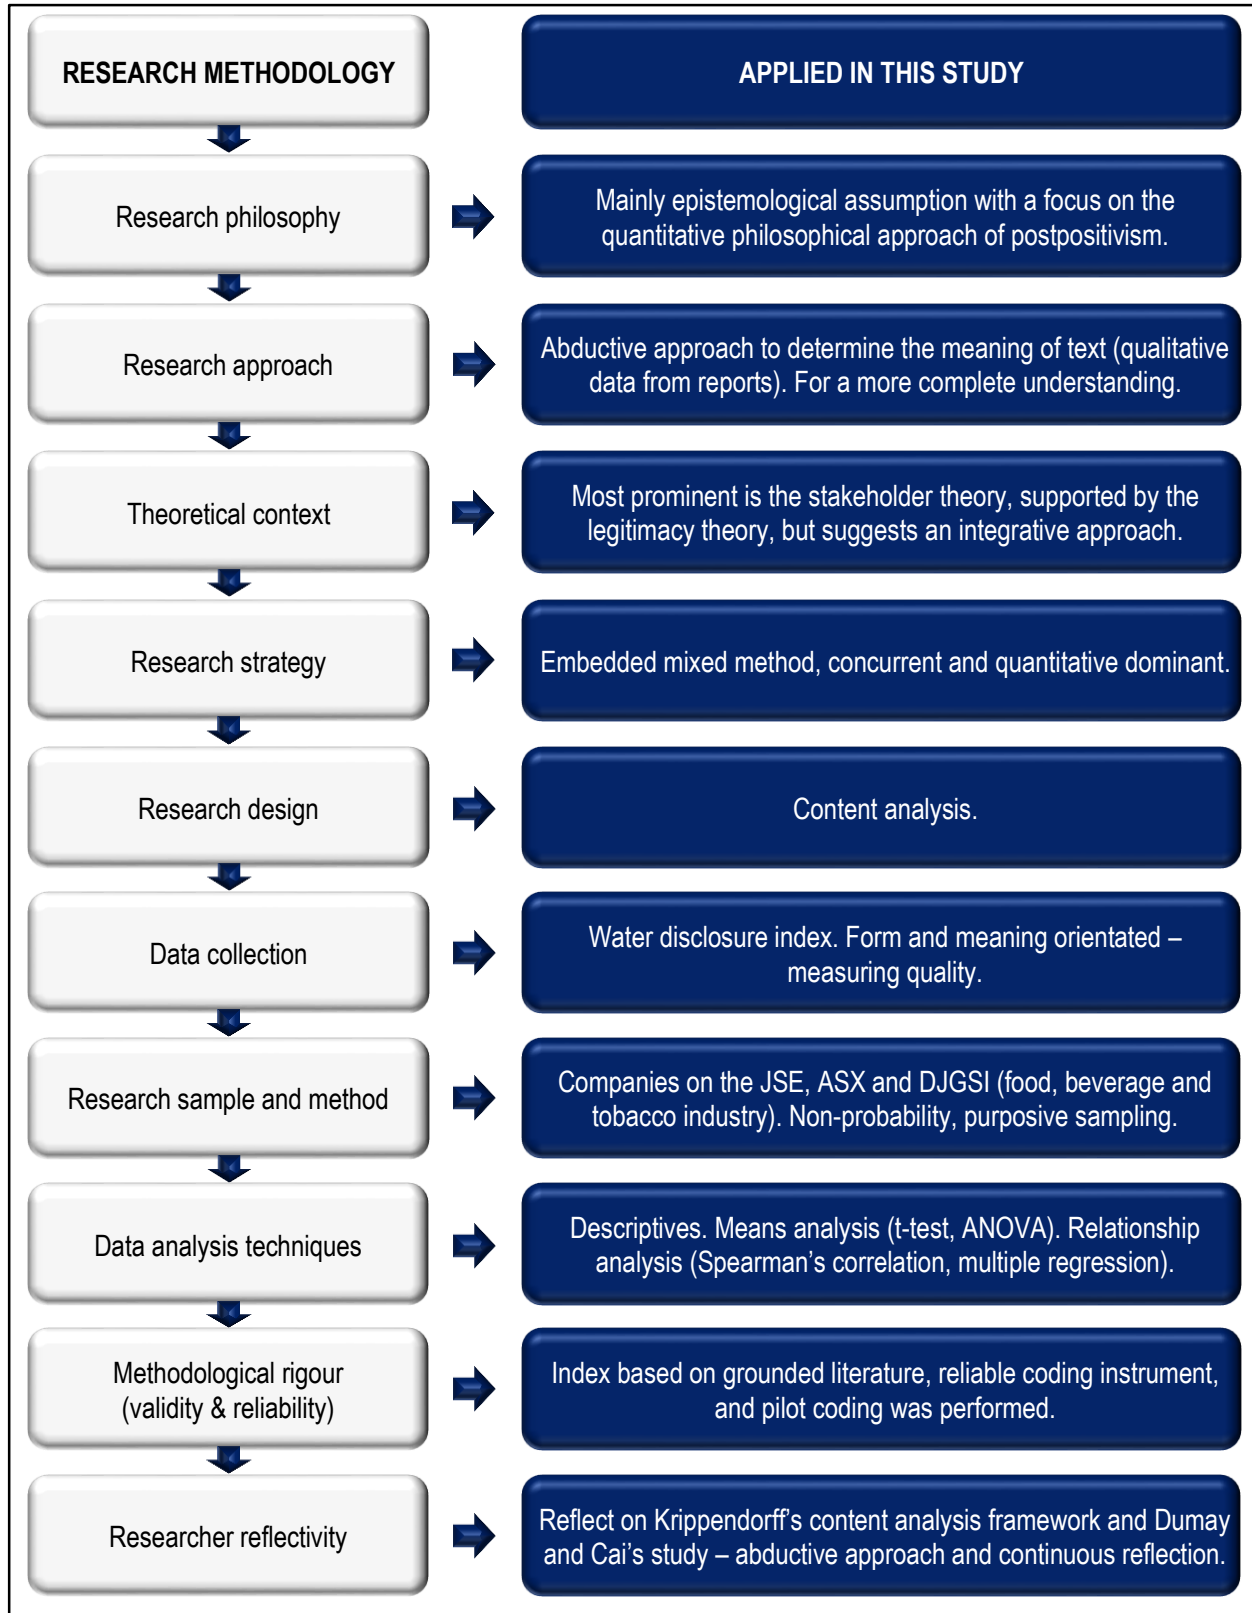 RESEARCH METHODOLOGY
APPLIED IN THIS STUDY
Research philosophy
Mainly epistemological assumption with a focus on the
quantitative philosophical approach of postpositivism.
Research approach
Abductive approach to determine the meaning of text (qualitative
data from reports). For a more complete understanding.
Theoretical context
Most prominent is the stakeholder theory, supported by the
legitimacy theory, but suggests an integrative approach.
Research strategy
Embedded mixed method, concurrent and quantitative dominant.
Research design
Content analysis.
Data collection
Water disclosure index. Form and meaning orientated –
measuring quality.
Research sample and method
Companies on the JSE, ASX and DJGSI (food, beverage and
tobacco industry). Non-probability, purposive sampling.
Data analysis techniques
Descriptives. Means analysis (t-test, ANOVA). Relationship
analysis (Spearman’s correlation, multiple regression).
Methodological rigour
(validity & reliability)
Index based on grounded literature, reliable coding instrument,
and pilot coding was performed.
Researcher reflectivity
Reflect on Krippendorff’s content analysis framework and Dumay
and Cai’s study – abductive approach and continuous reflection.